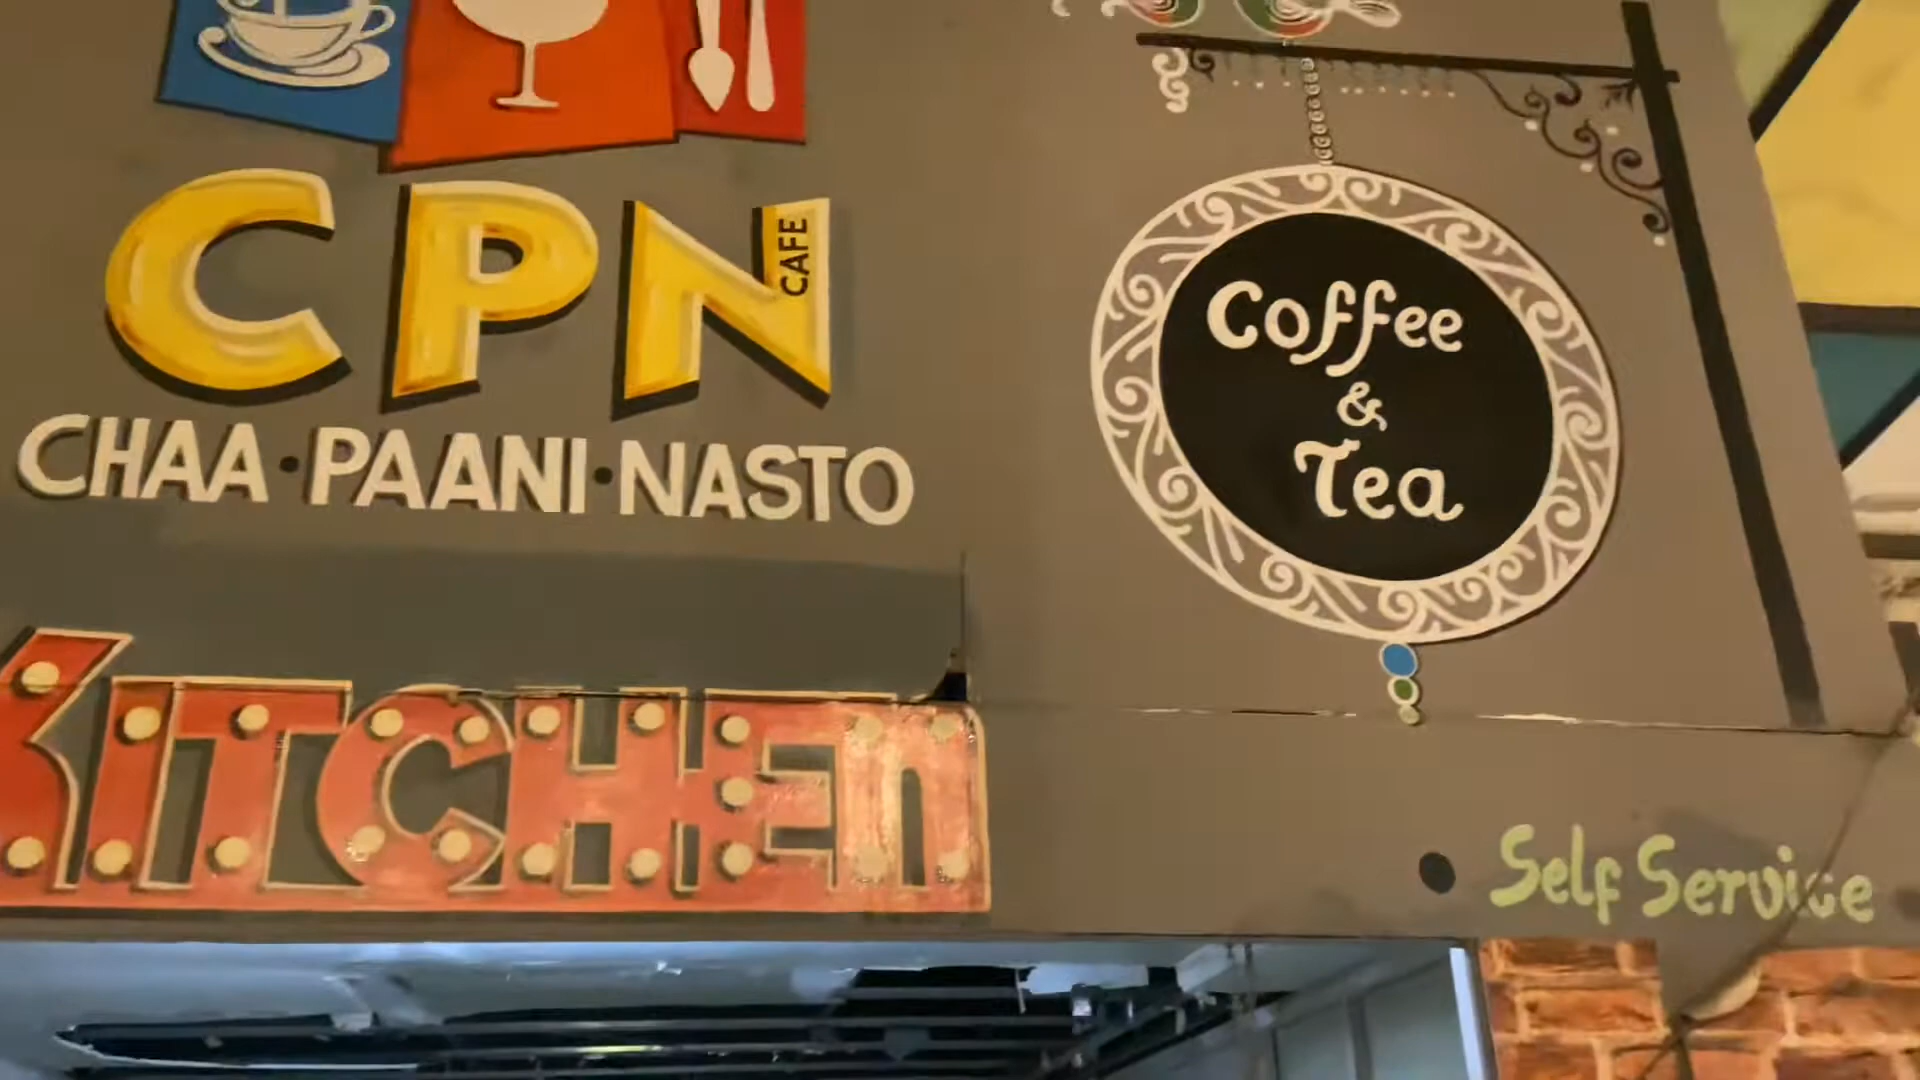 CPN
CAFE
CHAA・PAANI・NASTO
Coffee
&
Tea
KITCHEN
Self Service